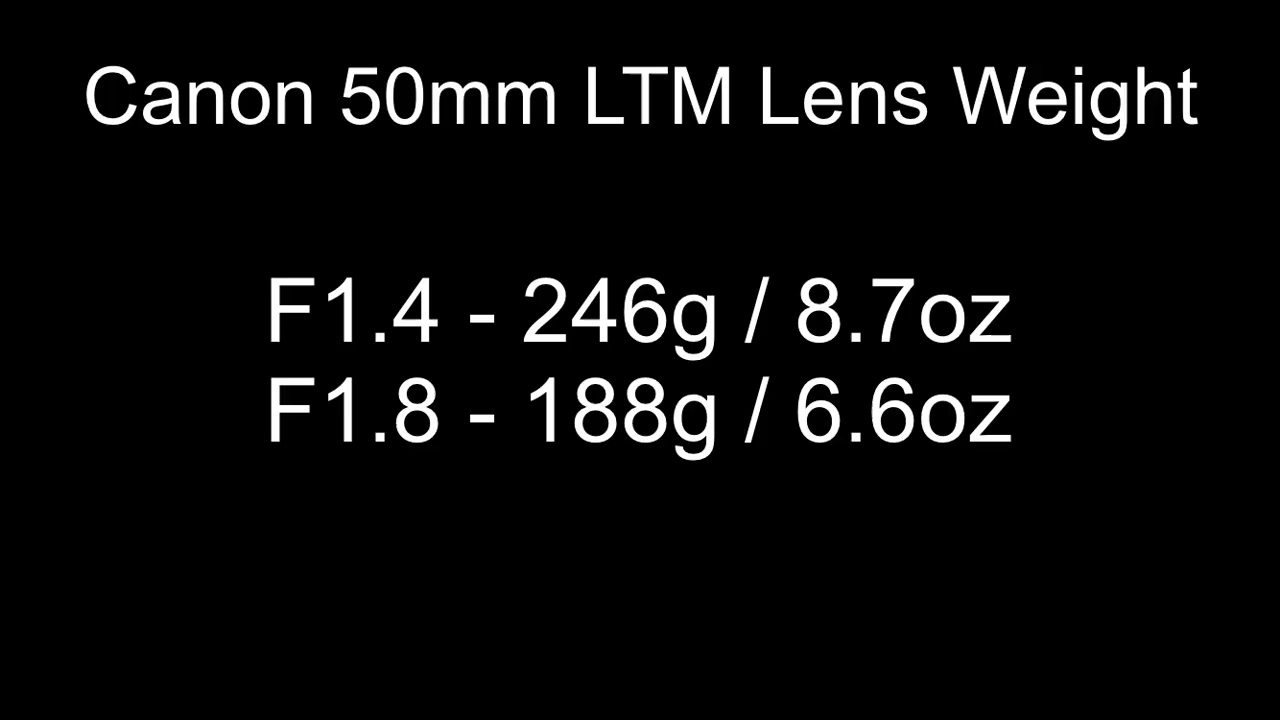 Canon 50mm LTM Lens Weight
F1.4 - 246g / 8.7oz
F1.8 - 188g / 6.6oz